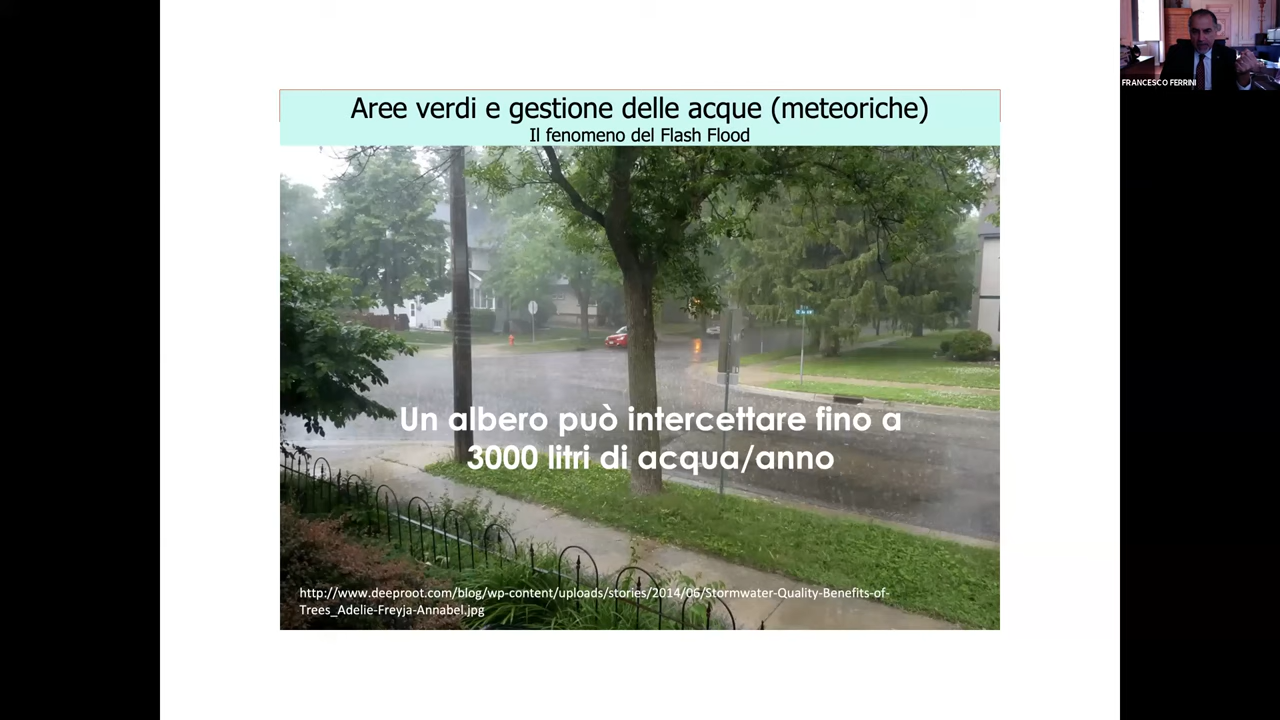 FRANCESCO FERRINI
Aree verdi e gestione delle acque (meteoriche)
Il fenomeno del Flash Flood
Un albero può intercettare fino a
3000 litri di acqua/anno
http://www.deeproot.com/blog/wp-content/uploads/stories/2014/06/Stormwater-Quality-Benefits-of-
Trees_Adelie-Freyja-Annabel.jpg